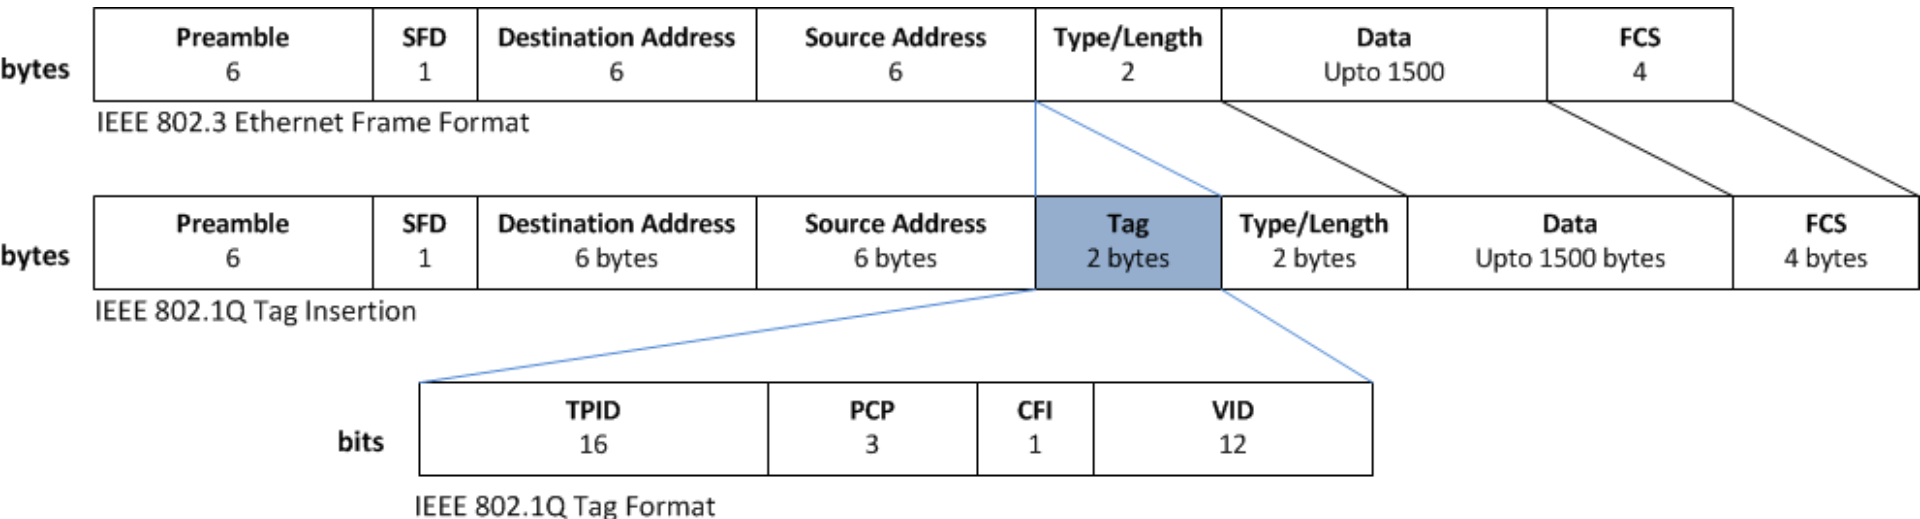 Preamble SFD Destination Address Source Address Type/Length Data FCS
bytes 6 1 6 6 2 Upto 1500 4
IEEE 802.3 Ethernet Frame Format
Preamble SFD Destination Address Source Address Tag Type/Length Data FCS
bytes 6 1 6 bytes 6 bytes 2 bytes 2 bytes Upto 1500 bytes 4 bytes
IEEE 802.1Q Tag Insertion
TPID PCP CFI VID
bits 16 3 1 12
IEEE 802.1Q Tag Format